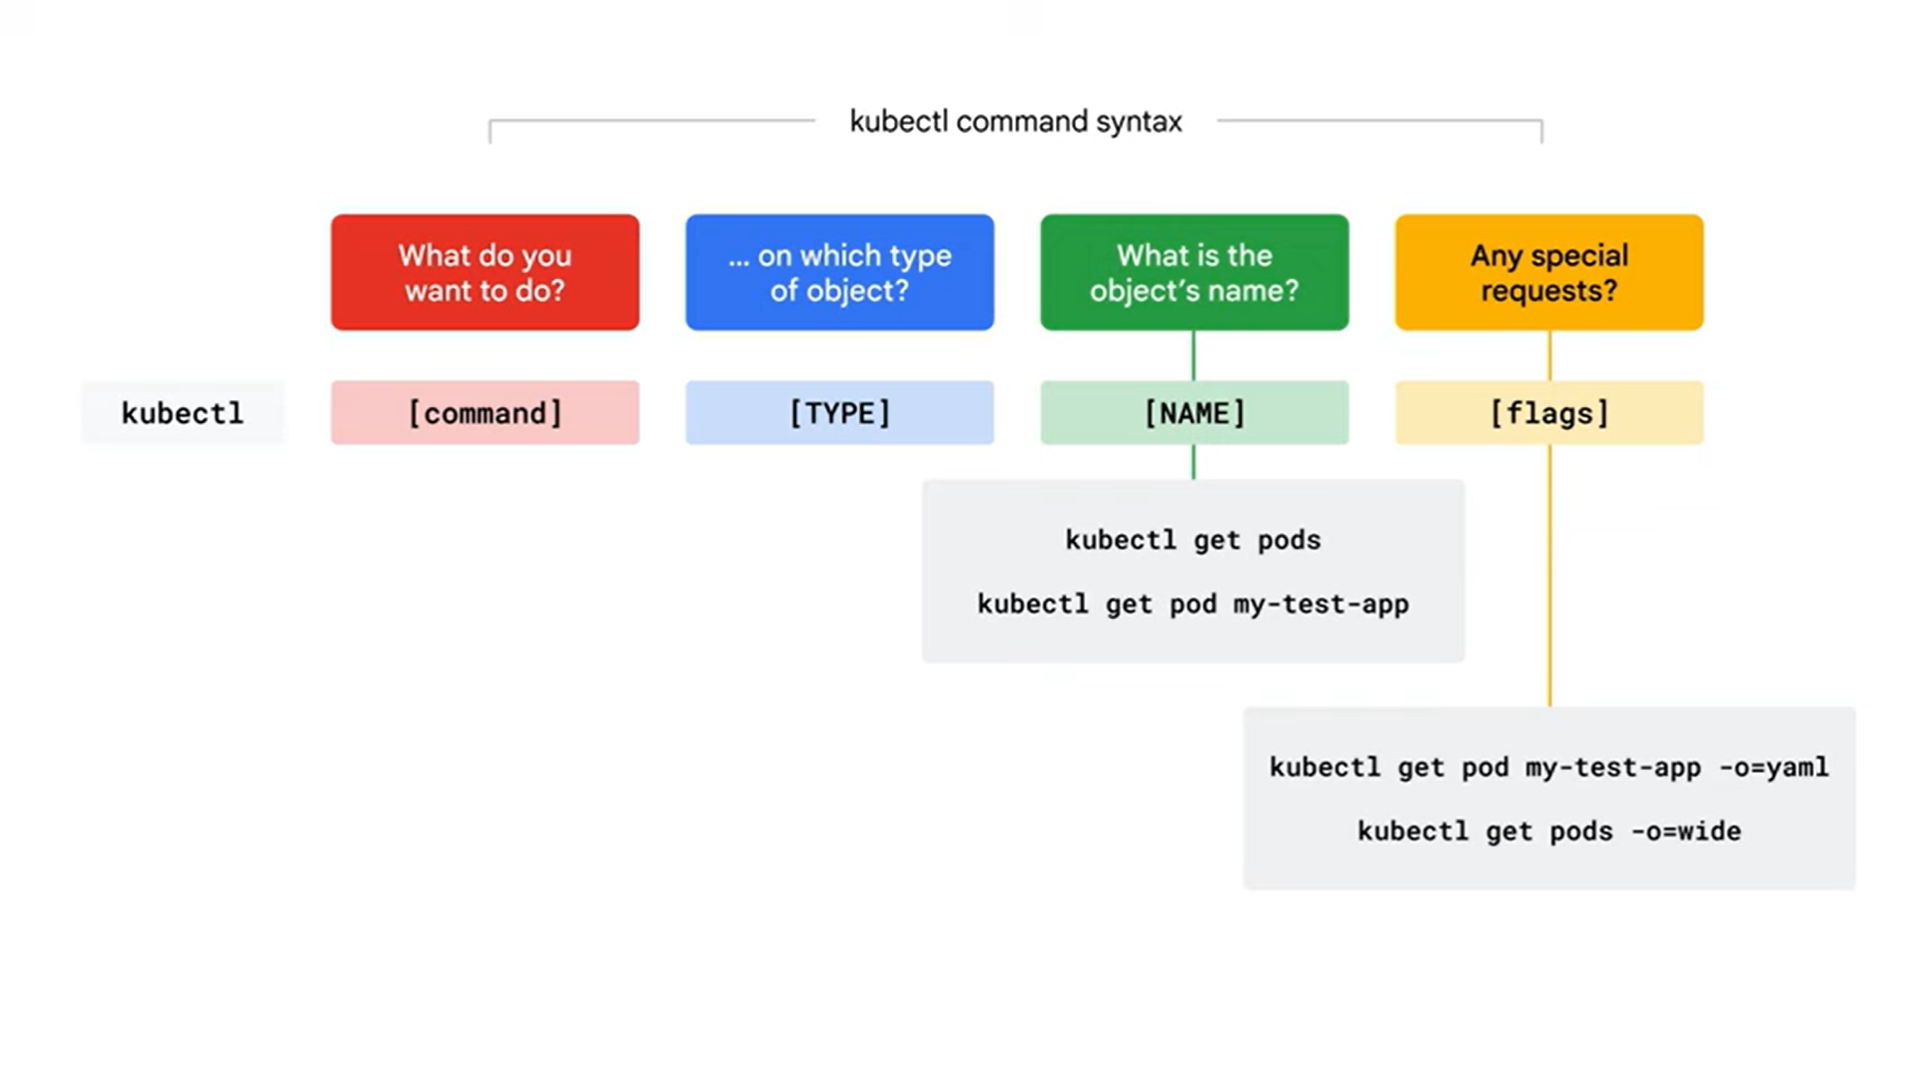 kubectl command syntax
What do you
want to do?
... on which type
of object?
What is the
object's name?
Any special
requests?
kubectl
[command]
[TYPE]
[NAME]
[flags]
kubectl get pods
kubectl get pod my-test-app
kubectl get pod my-test-app -o=yaml
kubectl get pods -o=wide